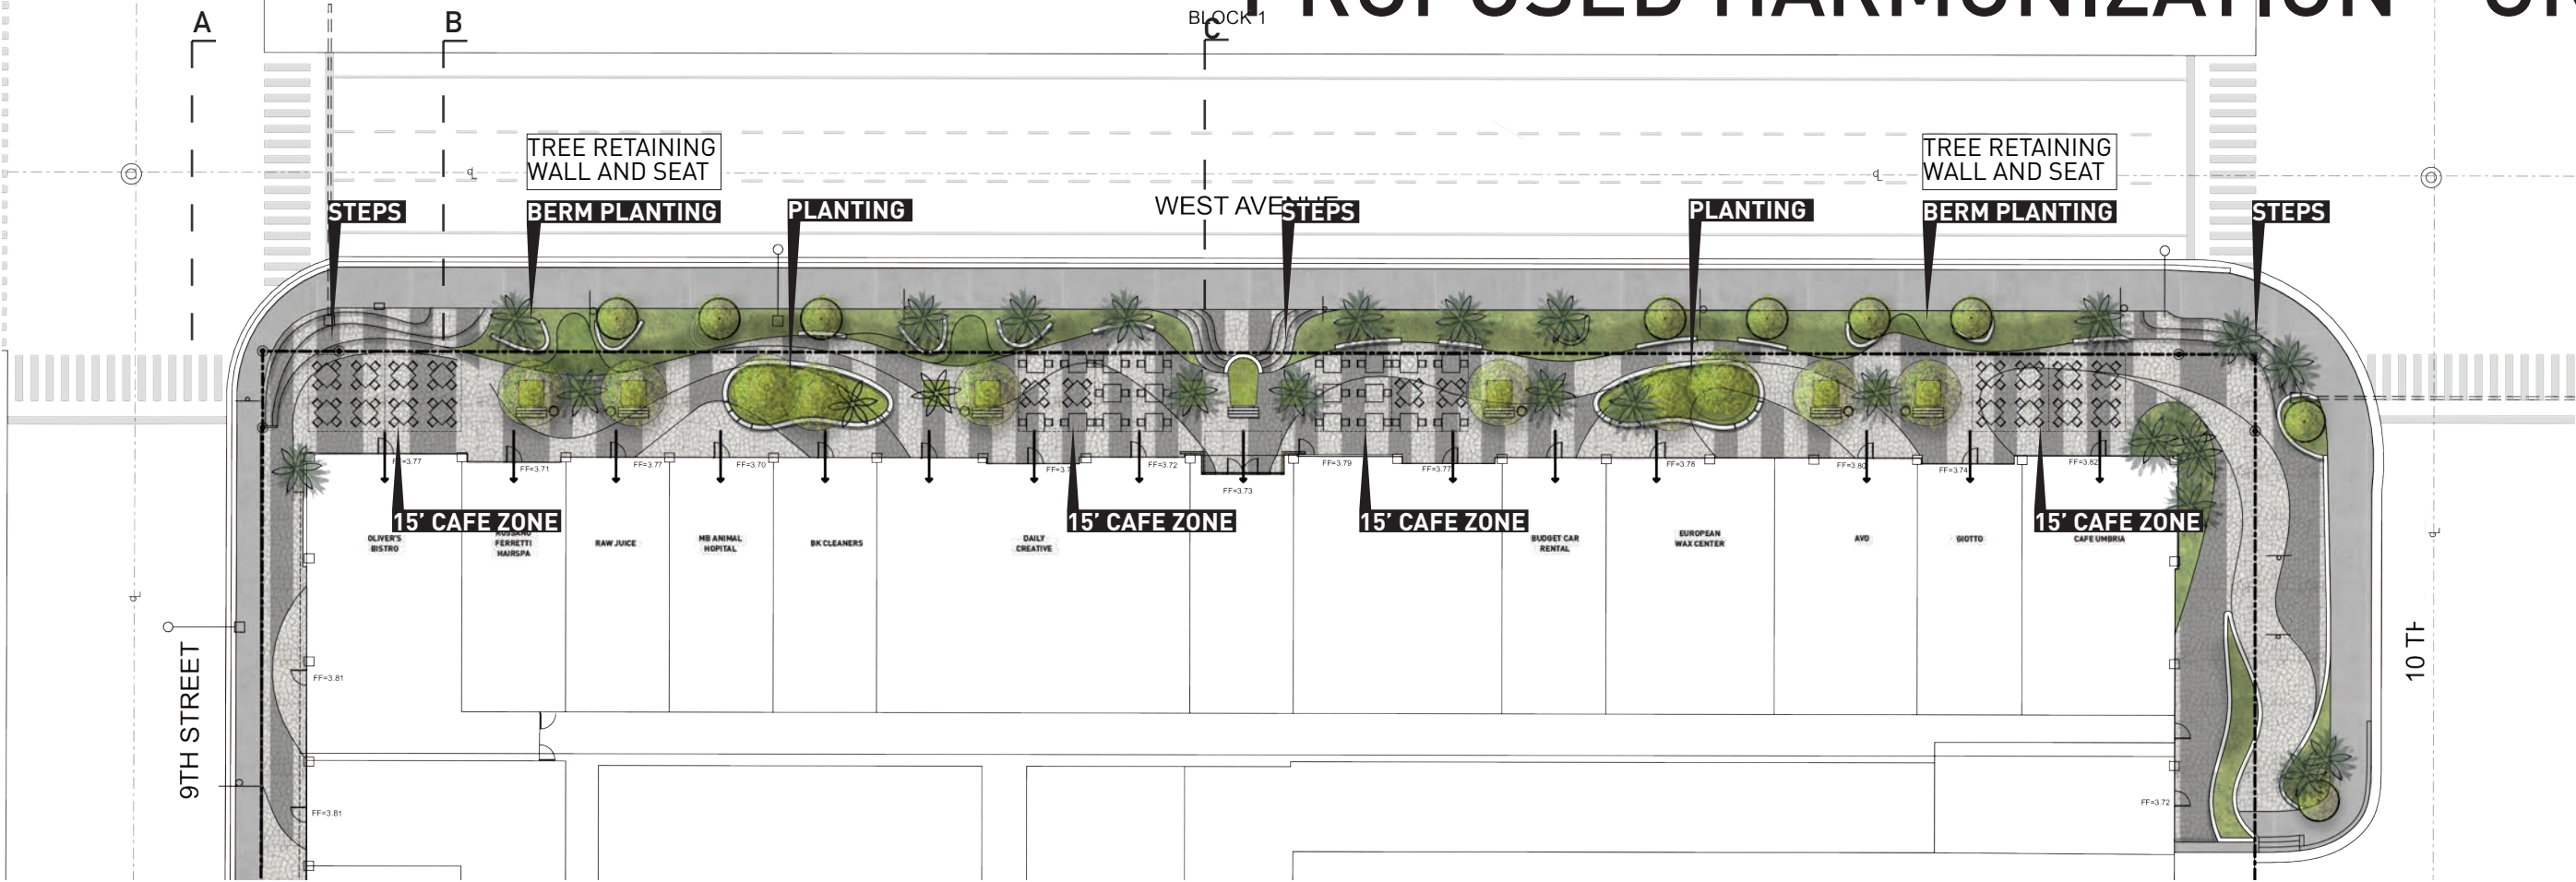 A
B
BLOCK 1
C
TREE RETAINING
WALL AND SEAT
TREE RETAINING
WALL AND SEAT
WEST AVENUE
STEPS
BERM PLANTING
PLANTING
STEPS
PLANTING
BERM PLANTING
STEPS
FF=3.77
FF=3.71
FF=3.77
FF=3.70
FF=3.72
FF=3.73
FF=3.79
FF=3.77
FF=3.78
FF=3.80
FF=3.74
FF=3.82
15' CAFE ZONE
15' CAFE ZONE
15' CAFE ZONE
15' CAFE ZONE
OLIVER'S
BISTRO
FERRETTI
HAIRSPA
RAW JUICE
MB ANIMAL
HOPITAL
BK CLEANERS
DAILY
CREATIVE
BUDGET CAR
RENTAL
EUROPEAN
WAX CENTER
AVO
GIOTTO
CAFE UMBRIA
9TH STREET
10 TH
FF=3.81
FF=3.81
FF=3.72